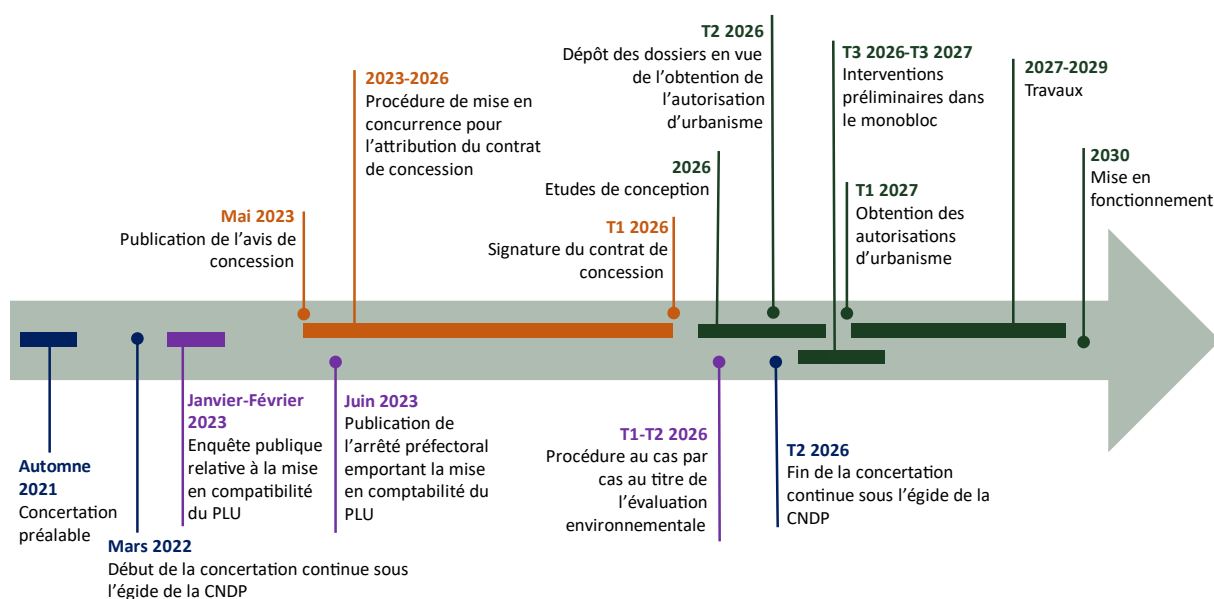 T2 2026
Dépôt des dossiers en vue
de l’obtention de
l’autorisation
d’urbanisme
T3 2026-T3 2027
Interventions
préliminaires dans
le monobloc
2027-2029
Travaux
2023-2026
Procédure de mise en
concurrence pour
l’attribution du contrat
de concession
2026
Etudes de conception
2030
Mise en
fonctionnement
T1 2027
Obtention des
autorisations
d’urbanisme
Mai 2023
Publication de l’avis de
concession
T1 2026
Signature du contrat de
concession
Automne
2021
Concertation
préalable
Mars 2022
Début de la concertation continue sous
l’égide de la CNDP
Janvier-Février
2023
Enquête publique
relative à la mise
en compatibilité
du PLU
Juin 2023
Publication de
l’arrêté préfectoral
emportant la mise
en comptabilité du
PLU
T1-T2 2026
Procédure au cas par
cas au titre de
l’évaluation
environnementale
T2 2026
Fin de la concertation
continue sous l’égide de la
CNDP